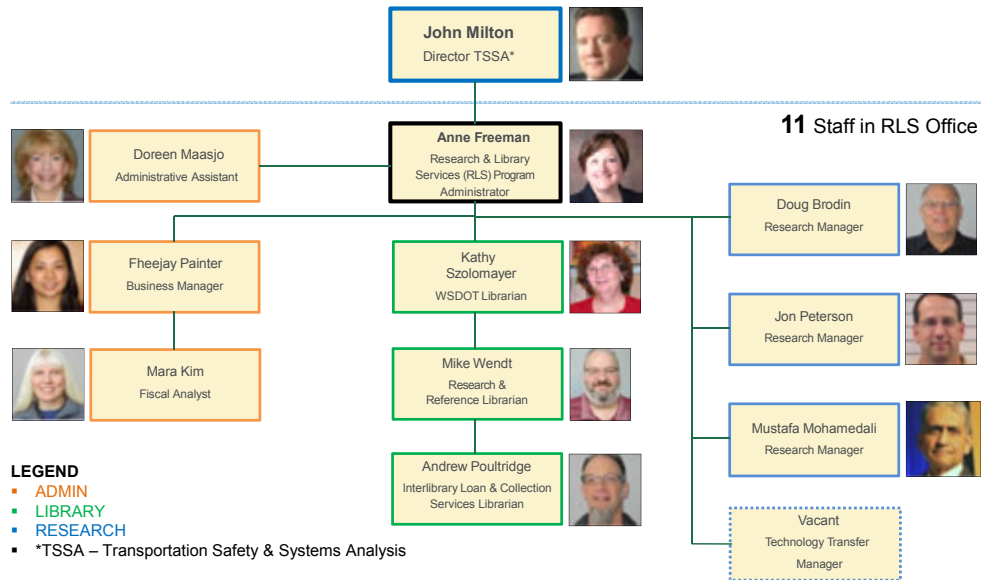 John Milton
Director TSSA*
11 Staff in RLS Office
Doreen Maasjo
Administrative Assistant
Anne Freeman
Research & Library
Services (RLS) Program
Administrator
Fheejay Painter
Business Manager
Mara Kim
Fiscal Analyst
Kathy
Szolomayer
WSDOT Librarian
Mike Wendt
Research &
Reference Librarian
Andrew Poultridge
Interlibrary Loan & Collection
Services Librarian
Doug Brodin
Research Manager
Jon Peterson
Research Manager
Mustafa Mohamedali
Research Manager
Vacant
Technology Transfer
Manager
LEGEND
▪ ADMIN
▪ LIBRARY
▪ RESEARCH
▪ *TSSA – Transportation Safety & Systems Analysis